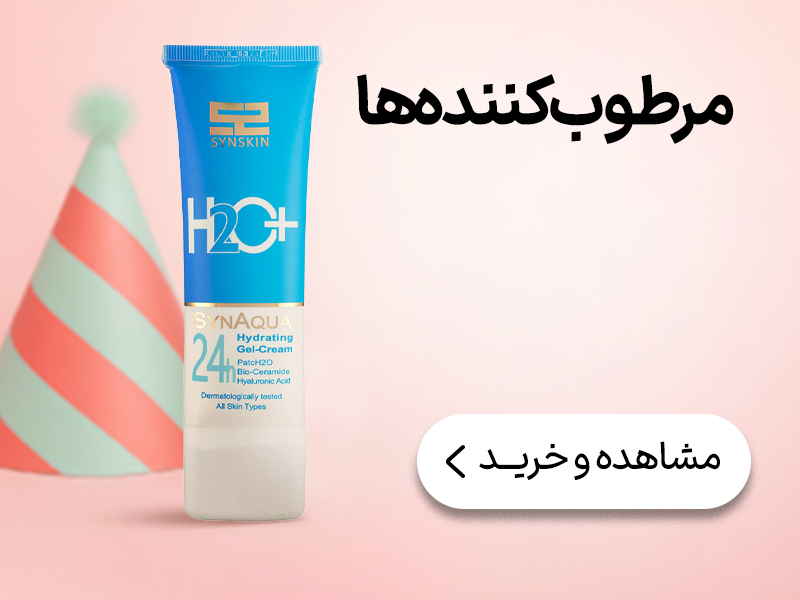 مرطوب‌کننده‌ها
SYNSKIN
H2O+
SYNAQUA
24h
Hydrating
Gel-Cream
PatcH2O
Bio-Ceramide
Hyaluronic Acid
Dermatologically tested
All Skin Types
مشاهده و خریـد